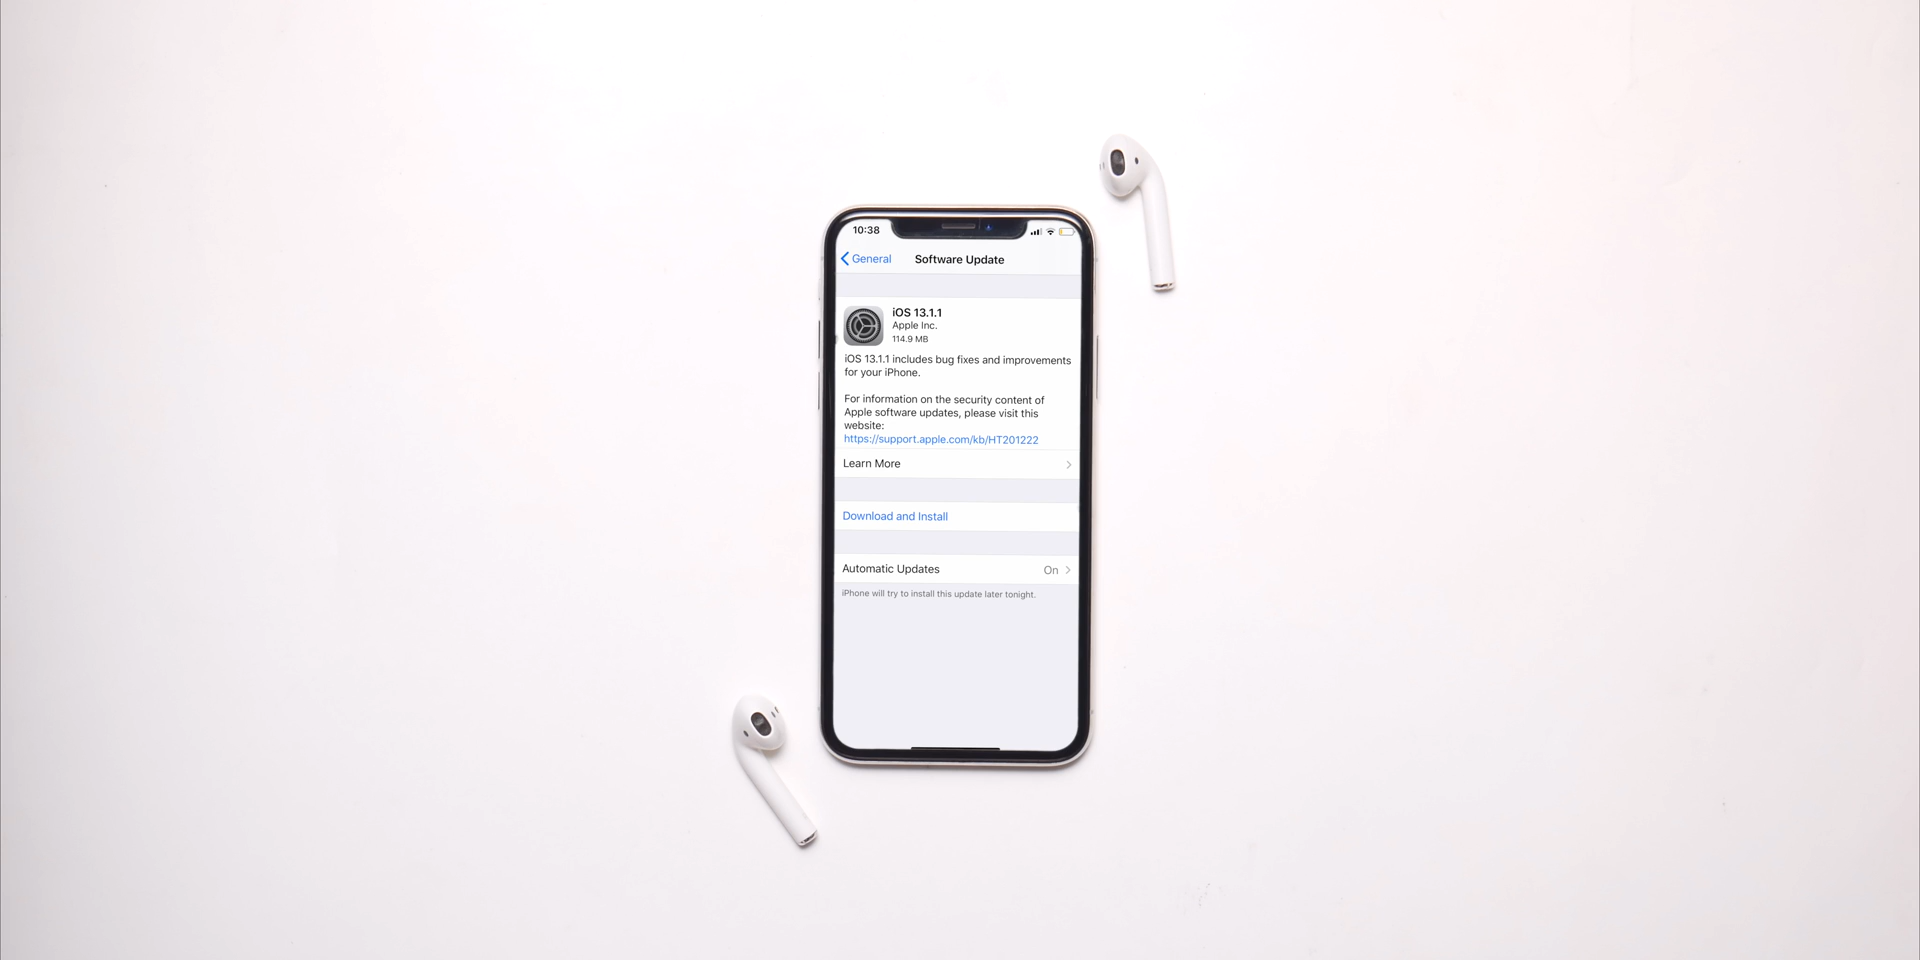 10:38
General
Software Update
iOS 13.1.1
Apple Inc.
114.9 MB
iOS 13.1.1 includes bug fixes and improvements
for your iPhone.
For information on the security content of
Apple software updates, please visit this
website:
https://support.apple.com/kb/HT201222
Learn More
Download and Install
Automatic Updates On
iPhone will try to install this update later tonight.